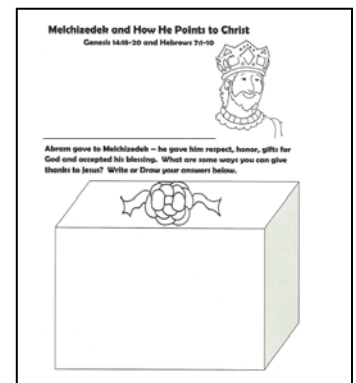 Melchizedek and How He Points to Christ
Genesis 14:18-20 and Hebrews 7:1-10
Abram gave to Melchizedek – he gave him respect, honor, gifts for
God and accepted his blessing. What are some ways you can give
thanks to Jesus? Write or Draw your answers below.